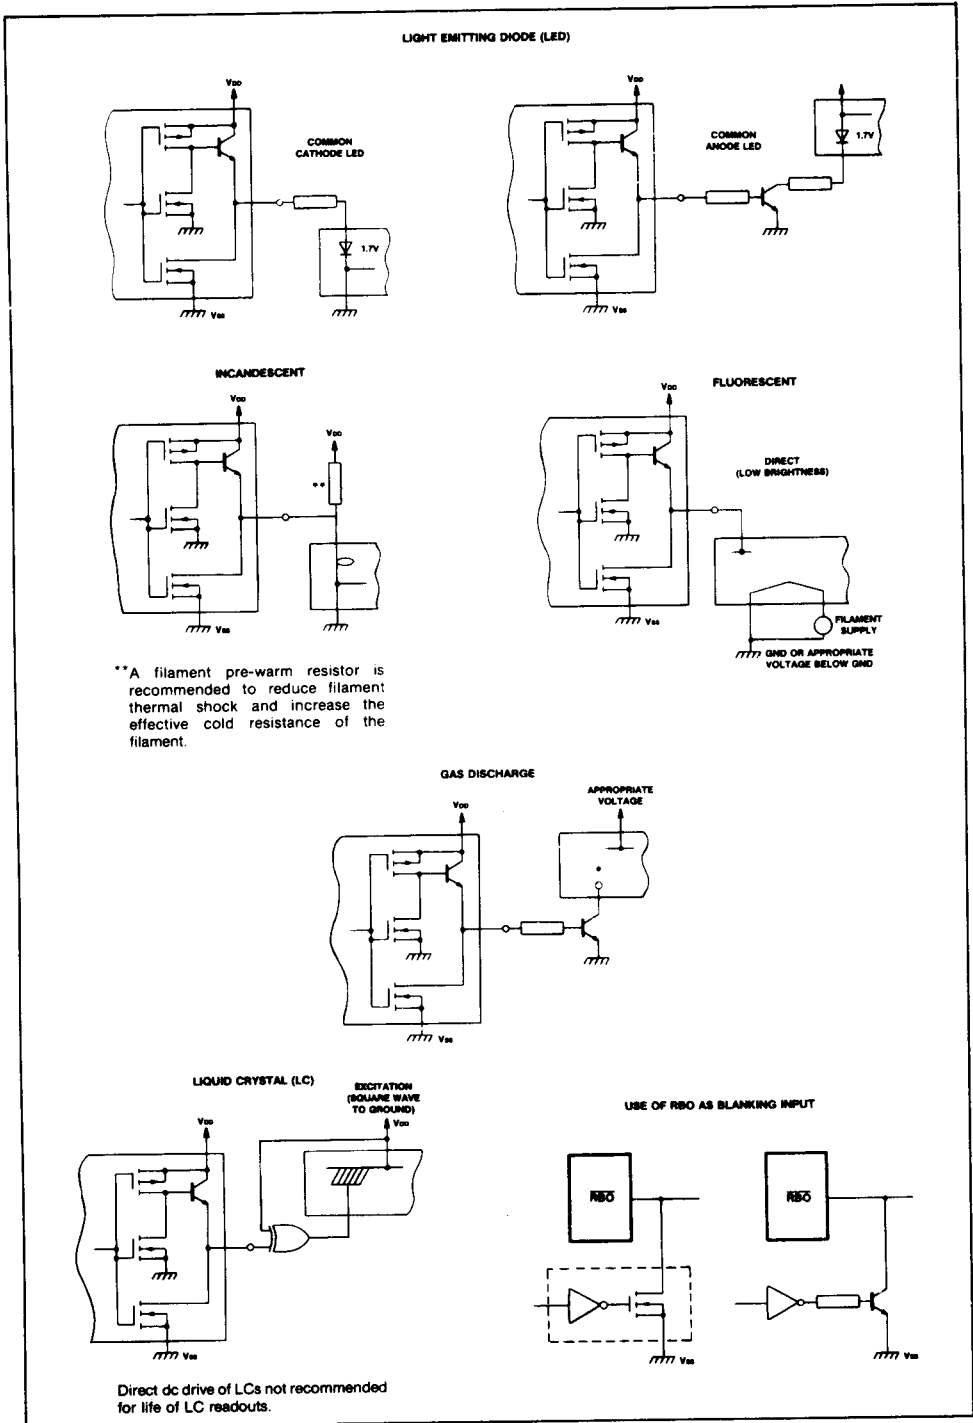 LIGHT EMITTING DIODE (LED)
VDD
COMMON
CATHODE LED
1.7V
VSS
VDD
COMMON
ANODE LED
1.7V
VSS
INCANDESCENT
VDD
VDD
**
VSS
**A filament pre-warm resistor is
recommended to reduce filament
thermal shock and increase the
effective cold resistance of the
filament.
FLUORESCENT
VDD
DIRECT
(LOW BRIGHTNESS)
FILAMENT
SUPPLY
VSS
GND OR APPROPRIATE
VOLTAGE BELOW GND
GAS DISCHARGE
VDD
APPROPRIATE
VOLTAGE
VSS
LIQUID CRYSTAL (LC)
VDD
EXCITATION
(SQUARE WAVE
TO GROUND)
VDD
VSS
Direct dc drive of LCs not recommended
for life of LC readouts.
USE OF RBO AS BLANKING INPUT
R̅B̅O̅
R̅B̅O̅
VSS
VSS